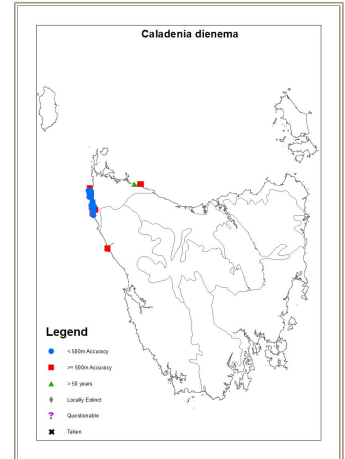 Caladenia dienema
Legend
< 500m Accuracy
>= 500m Accuracy
> 50 years
Locally Extinct
Questionable
Taken